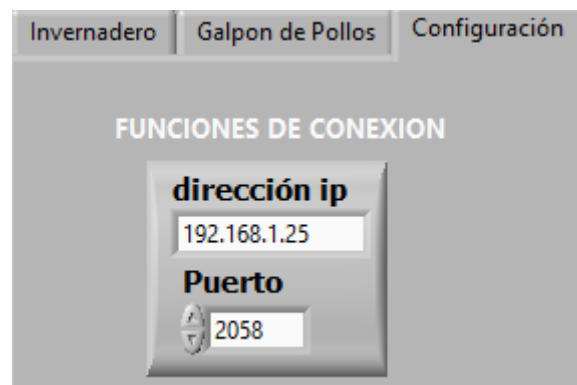 Invernadero Galpon de Pollos Configuración
FUNCIONES DE CONEXION
dirección ip
192.168.1.25
Puerto
2058